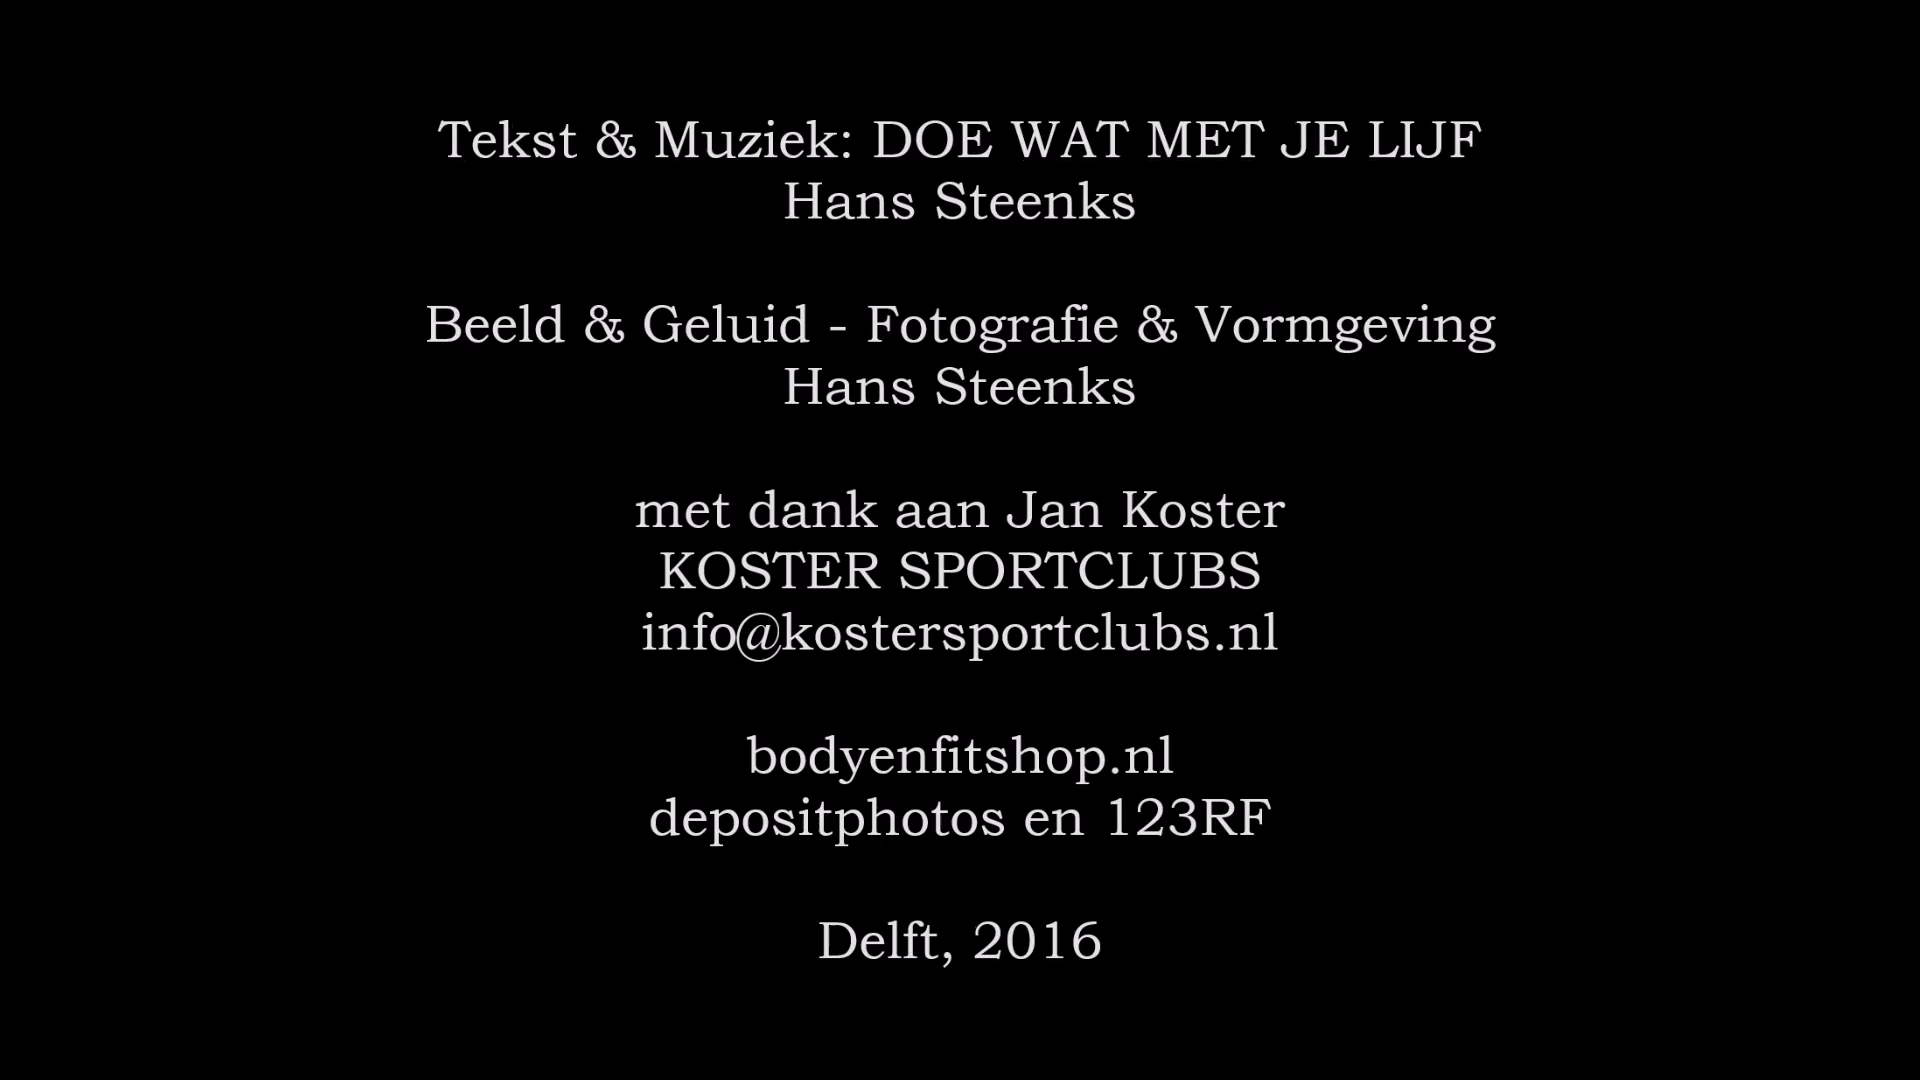 Tekst & Muziek: DOE WAT MET JE LIJF
Hans Steenks
Beeld & Geluid - Fotografie & Vormgeving
Hans Steenks
met dank aan Jan Koster
KOSTER SPORTCLUBS
info@kostersportclubs.nl
bodyenfitshop.nl
depositphotos en 123RF
Delft, 2016